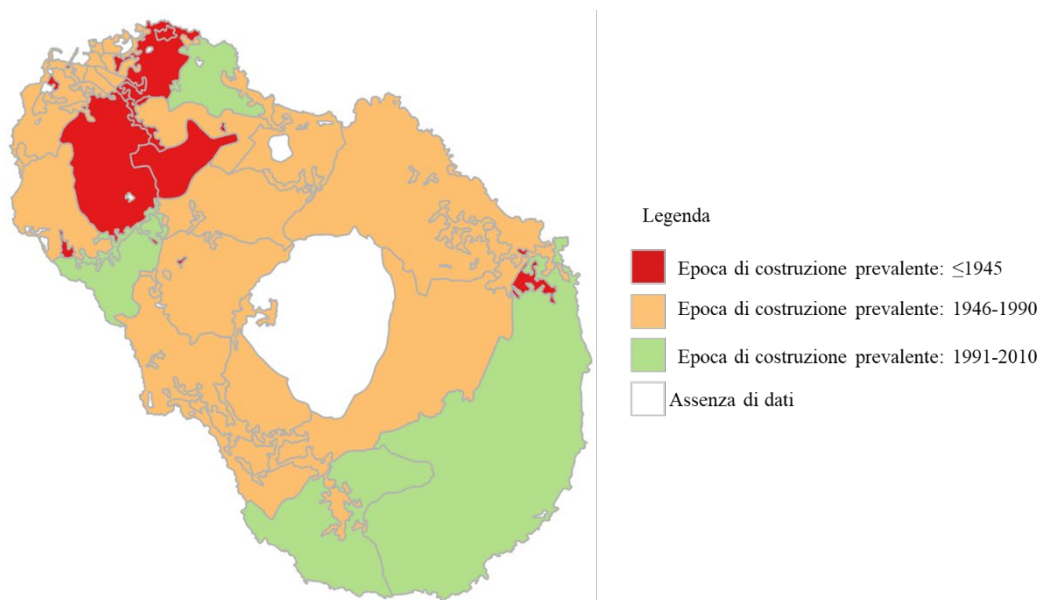 Legenda
Epoca di costruzione prevalente: ≤1945
Epoca di costruzione prevalente: 1946-1990
Epoca di costruzione prevalente: 1991-2010
Assenza di dati